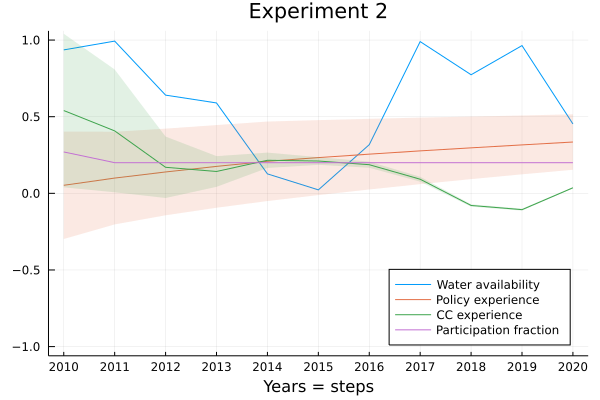 Experiment 2
1.0
0.5
0.0
−0.5
−1.0
Water availability
Policy experience
CC experience
Participation fraction
2010 2011 2012 2013 2014 2015 2016 2017 2018 2019 2020
Years = steps